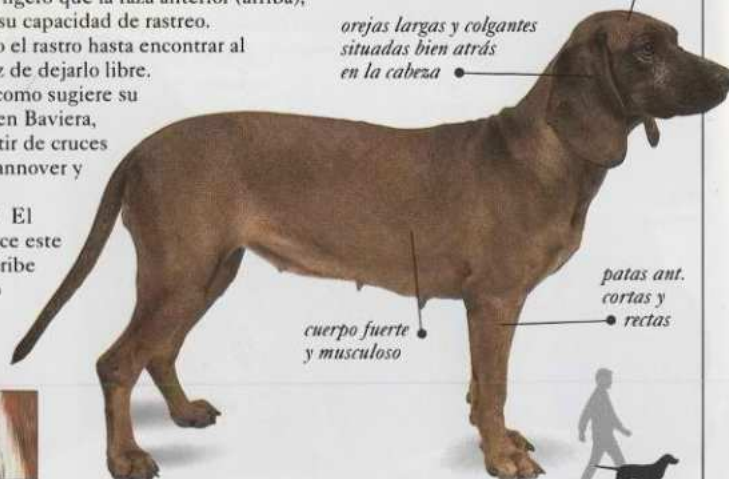 ligero que la raza anterior (arriba),
su capacidad de rastreo.
el rastro hasta encontrar al
de dejarlo libre.
como sugiere su
en Baviera,
tir de cruces
annover y
El
ce este
ribe
orejas largas y colgantes
situadas bien atrás
en la cabeza
cuerpo fuerte
y musculoso
patas ant.
cortas y
rectas